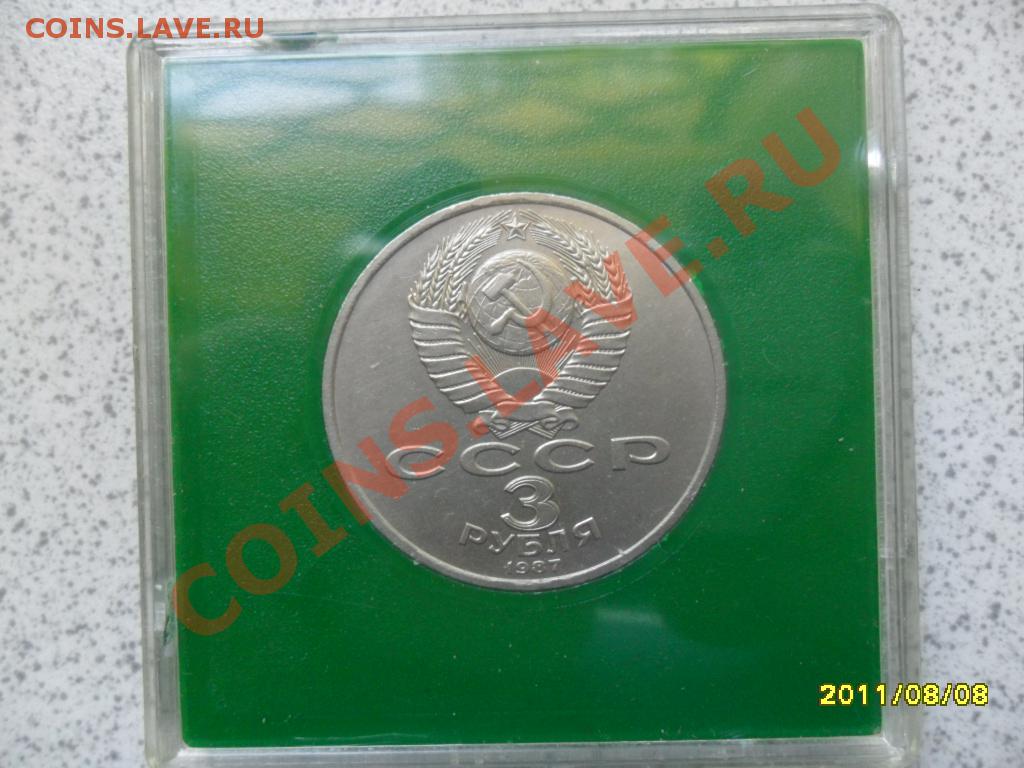 COINS.LAVE.RU
COINS.LAVE.RU
СССР
3
РУБЛЯ
1987
2011/08/08